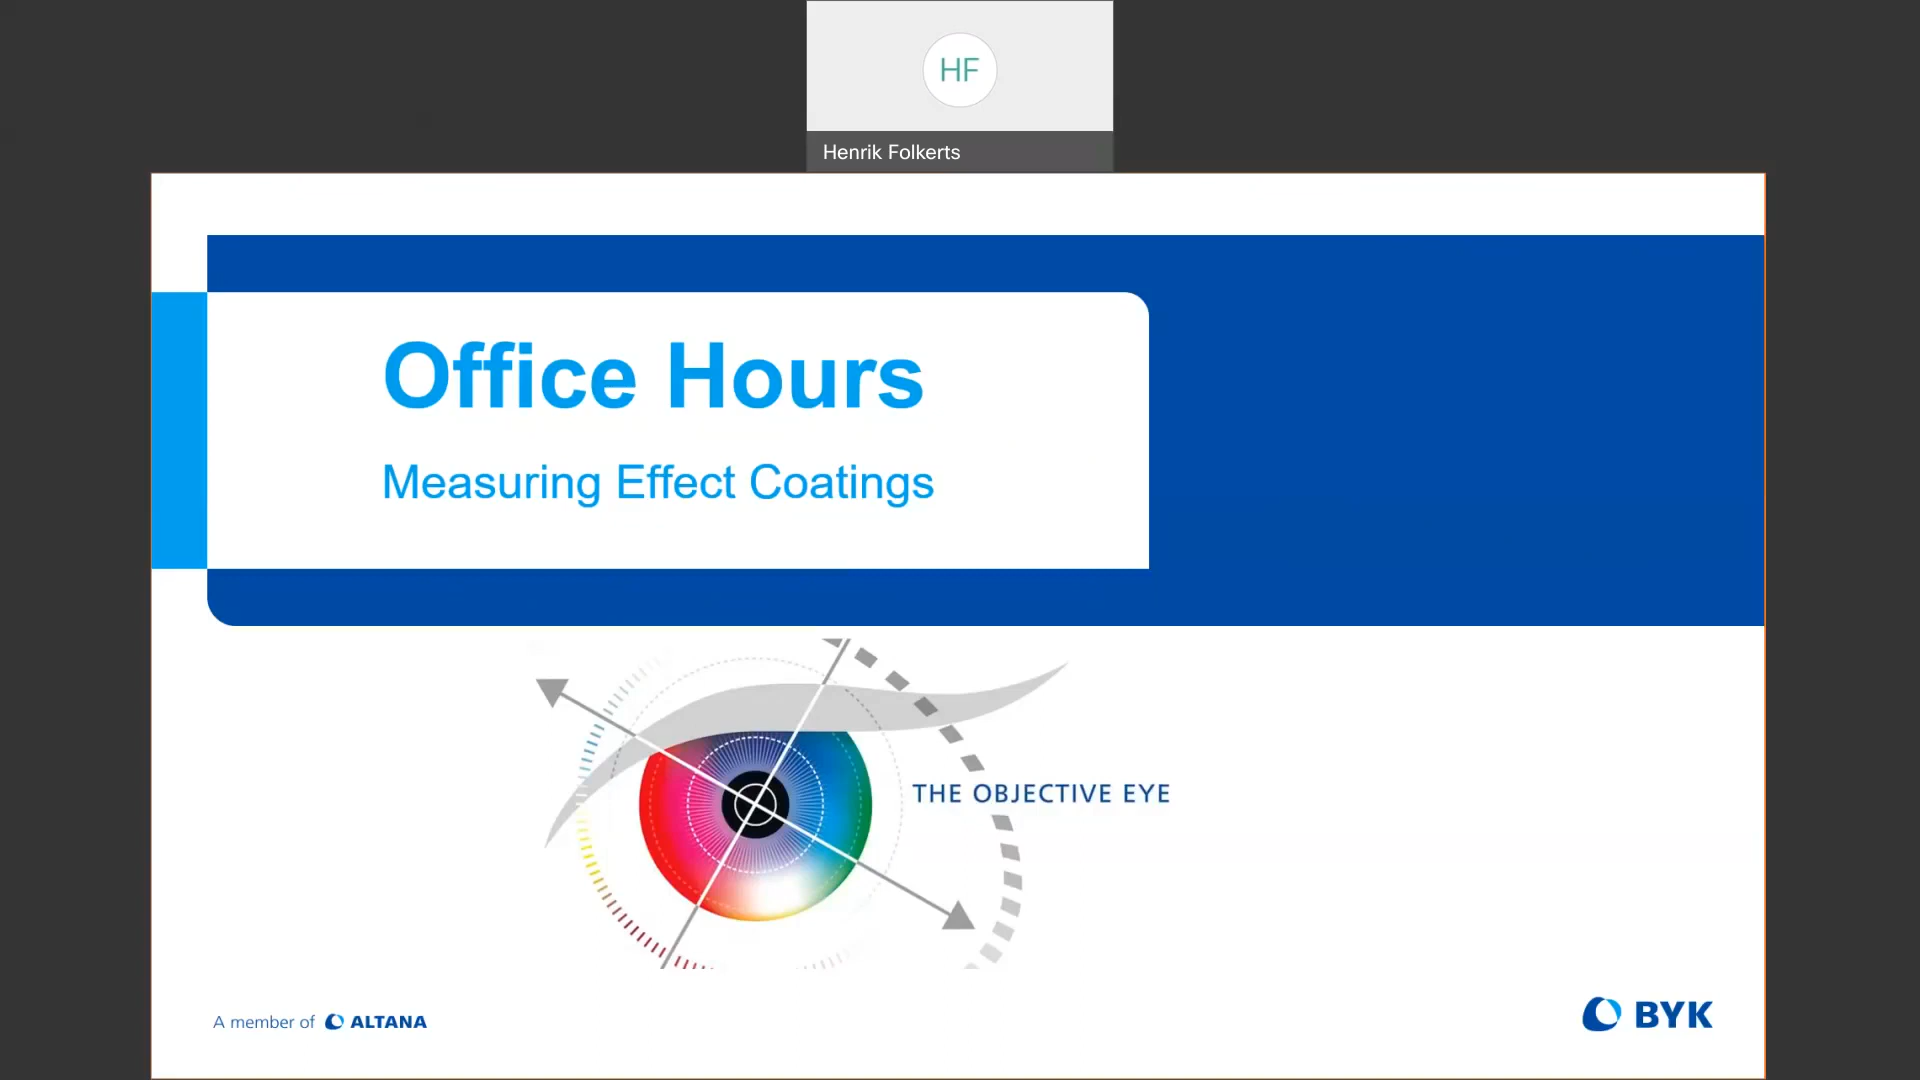 HF
Henrik Folkerts
Office Hours
Measuring Effect Coatings
THE OBJECTIVE EYE
A member of ALTANA
BYK